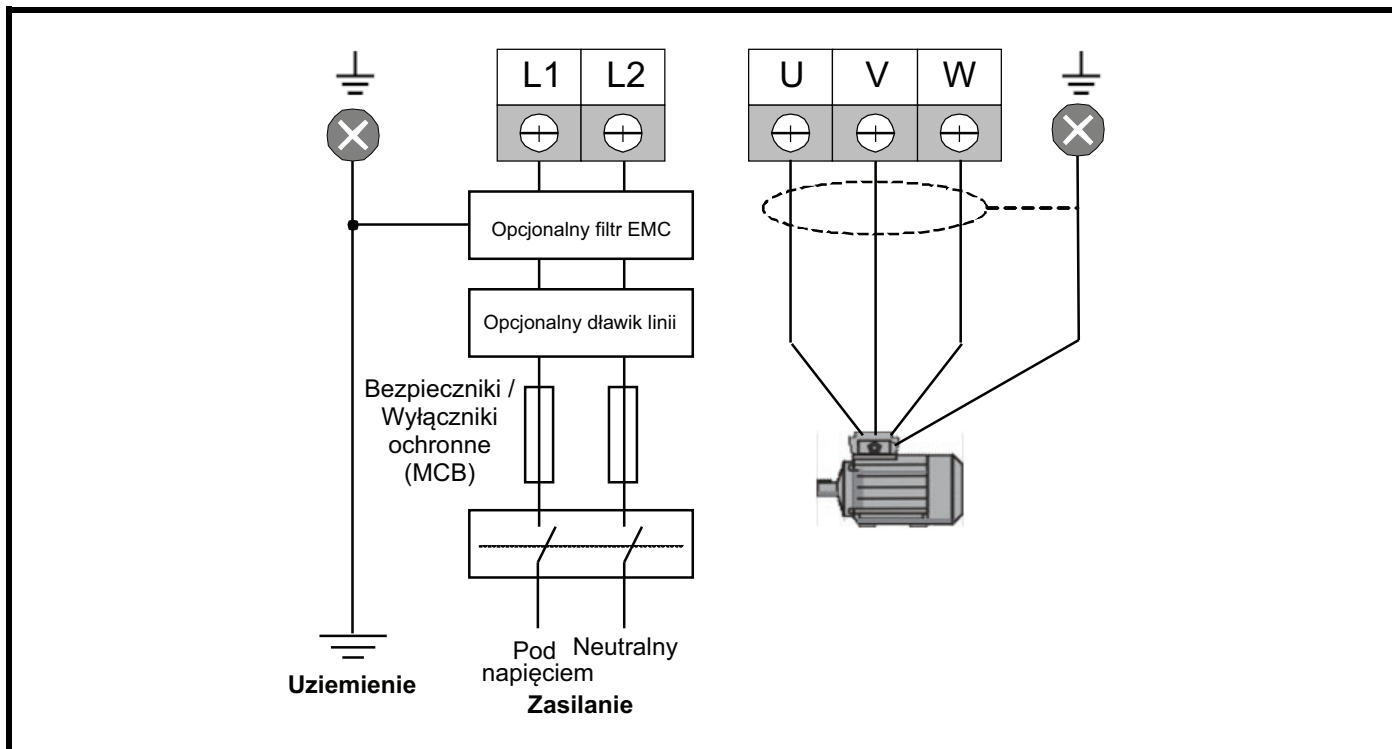 L1 L2 U V W
Opcjonalny filtr EMC
Opcjonalny dławik linii
Bezpieczniki /
Wyłączniki
ochronne
(MCB)
Pod Neutralny
napięciem
Uziemienie
Zasilanie